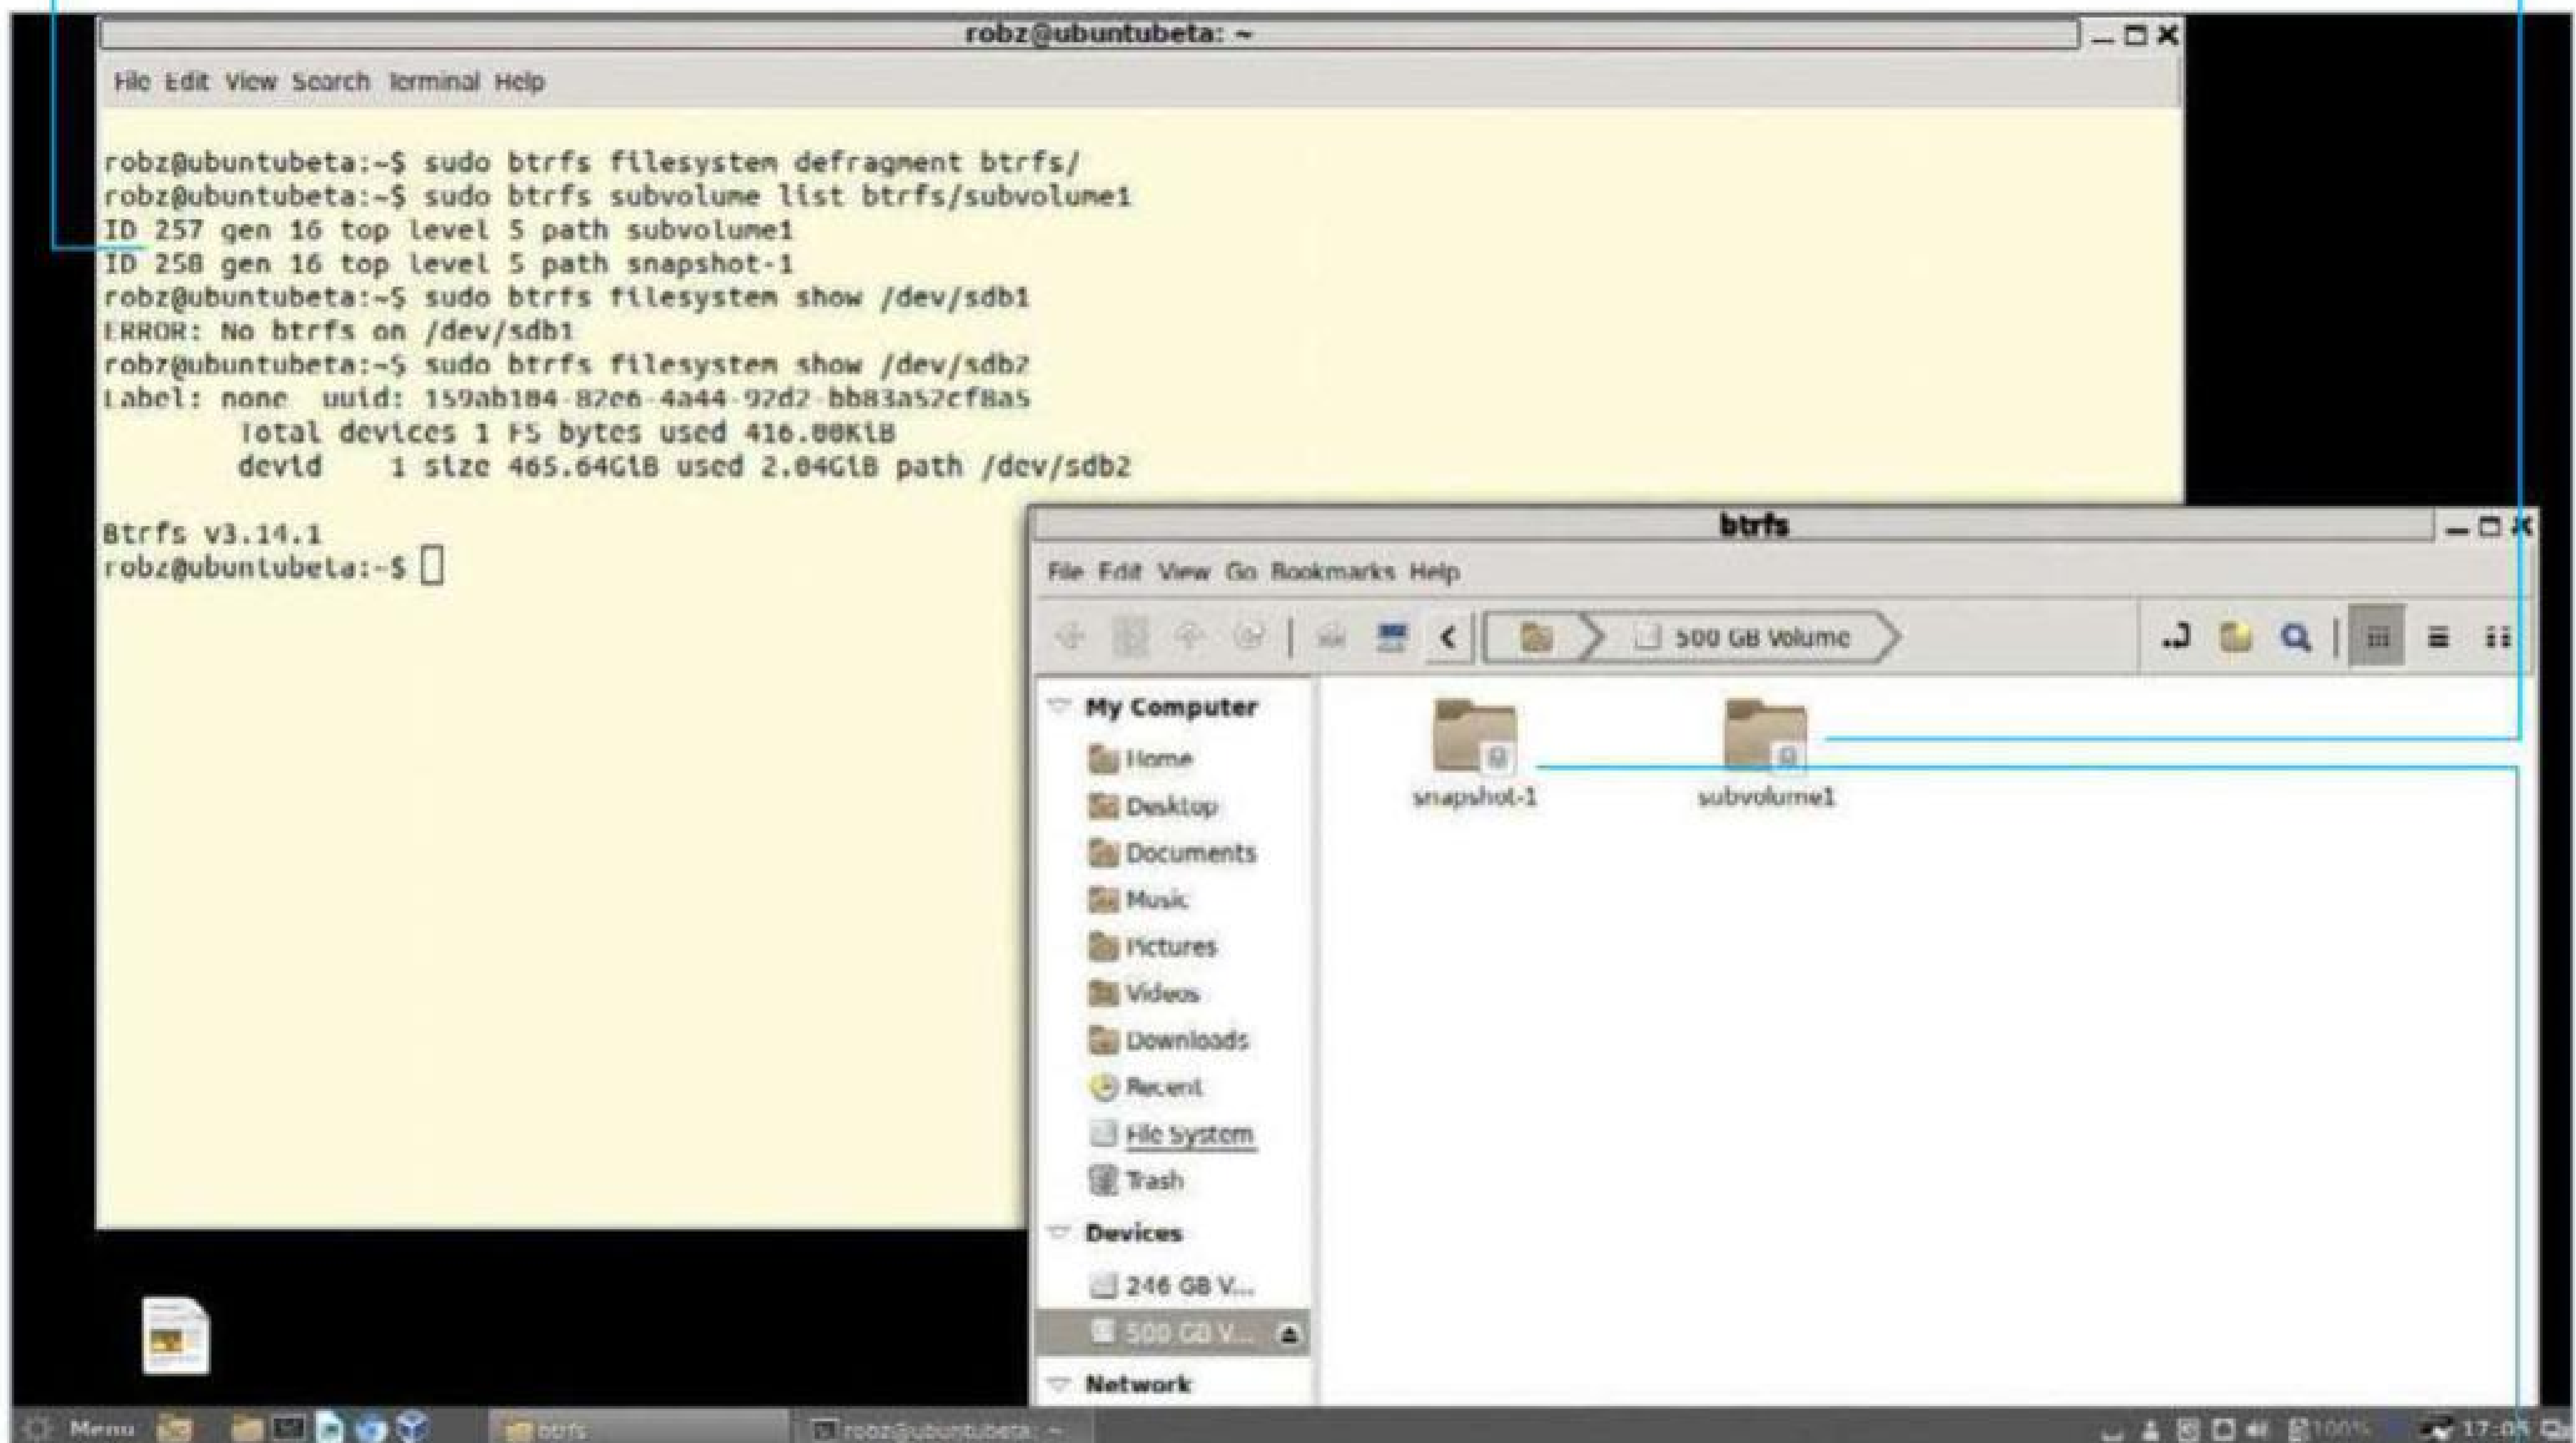 robz@ubuntubeta: ~
File Edit View Search Terminal Help
robz@ubuntubeta:~$ sudo btrfs filesystem defragment btrfs/
robz@ubuntubeta:~$ sudo btrfs subvolume list btrfs/subvolume1
ID 257 gen 16 top level 5 path subvolume1
ID 258 gen 16 top level 5 path snapshot-1
robz@ubuntubeta:~$ sudo btrfs filesystem show /dev/sdb1
ERROR: No btrfs on /dev/sdb1
robz@ubuntubeta:~$ sudo btrfs filesystem show /dev/sdb2
Label: none uuid: 159ab104-82e6-4a44-92d2-bb83a52cf8a5
Total devices 1 FS bytes used 416.00KiB
devid 1 size 465.64GiB used 2.04GiB path /dev/sdb2
Btrfs v3.14.1
robz@ubuntubeta:~$
btrfs
File Edit View Go Bookmarks Help
500 GB Volume
My Computer
Home
Desktop
Documents
Music
Pictures
Videos
Downloads
Recent
File System
Trash
Devices
246 GB V...
500 GB V...
Network
snapshot-1
subvolume1
Menu
btrfs
robz@ubuntubeta: ~
100%
17:05